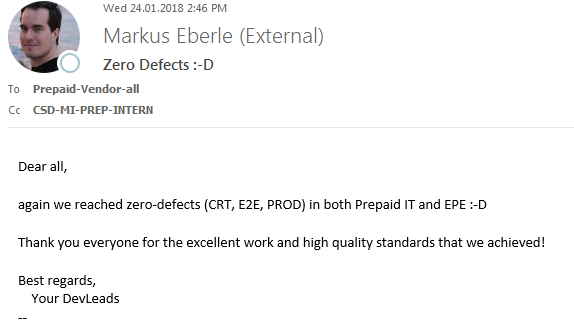 Wed 24.01.2018 2:46 PM
Markus Eberle (External)
Zero Defects :-D
To Prepaid-Vendor-all
Cc CSD-MI-PREP-INTERN
Dear all,
again we reached zero-defects (CRT, E2E, PROD) in both Prepaid IT and EPE :-D
Thank you everyone for the excellent work and high quality standards that we achieved!
Best regards,
Your DevLeads
--